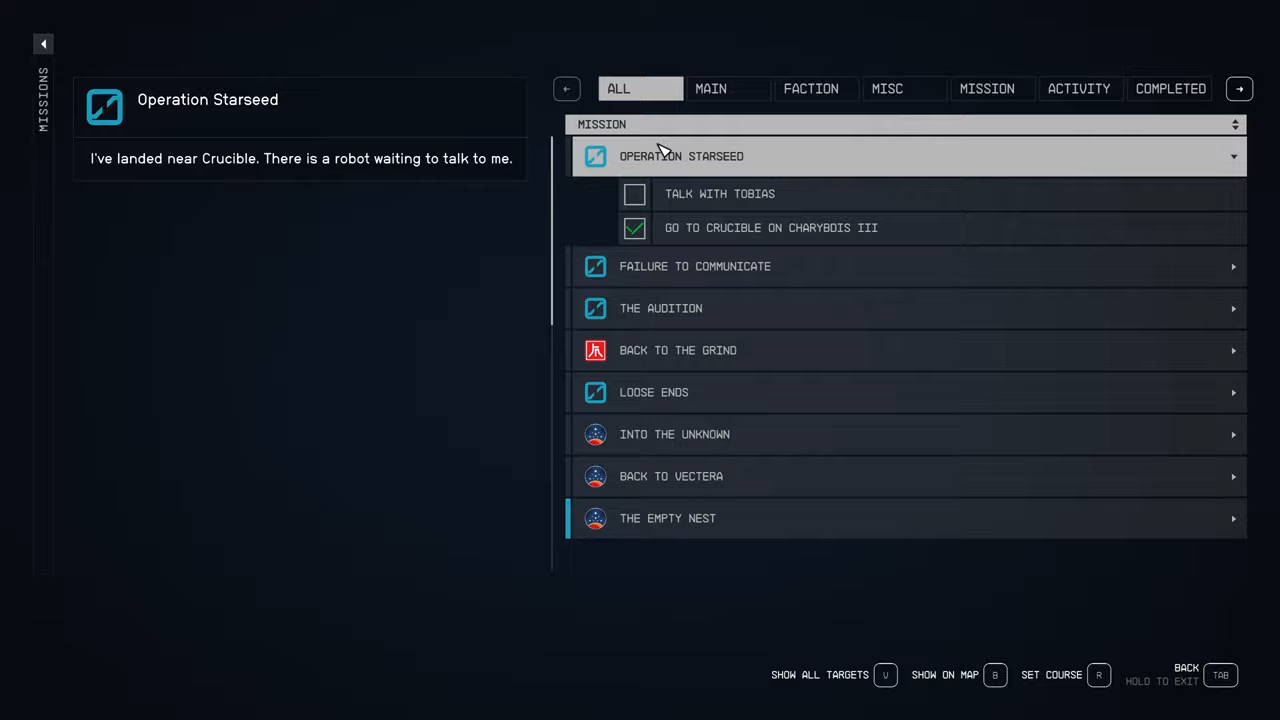 MISSIONS
Operation Starseed
I've landed near Crucible. There is a robot waiting to talk to me.
ALL
MAIN
FACTION
MISC
MISSION
ACTIVITY
COMPLETED
MISSION
OPERATION STARSEED
TALK WITH TOBIAS
GO TO CRUCIBLE ON CHARYBDIS III
FAILURE TO COMMUNICATE
THE AUDITION
BACK TO THE GRIND
LOOSE ENDS
INTO THE UNKNOWN
BACK TO VECTERA
THE EMPTY NEST
SHOW ALL TARGETS V
SHOW ON MAP B
SET COURSE R
BACK
HOLD TO EXIT
TAB